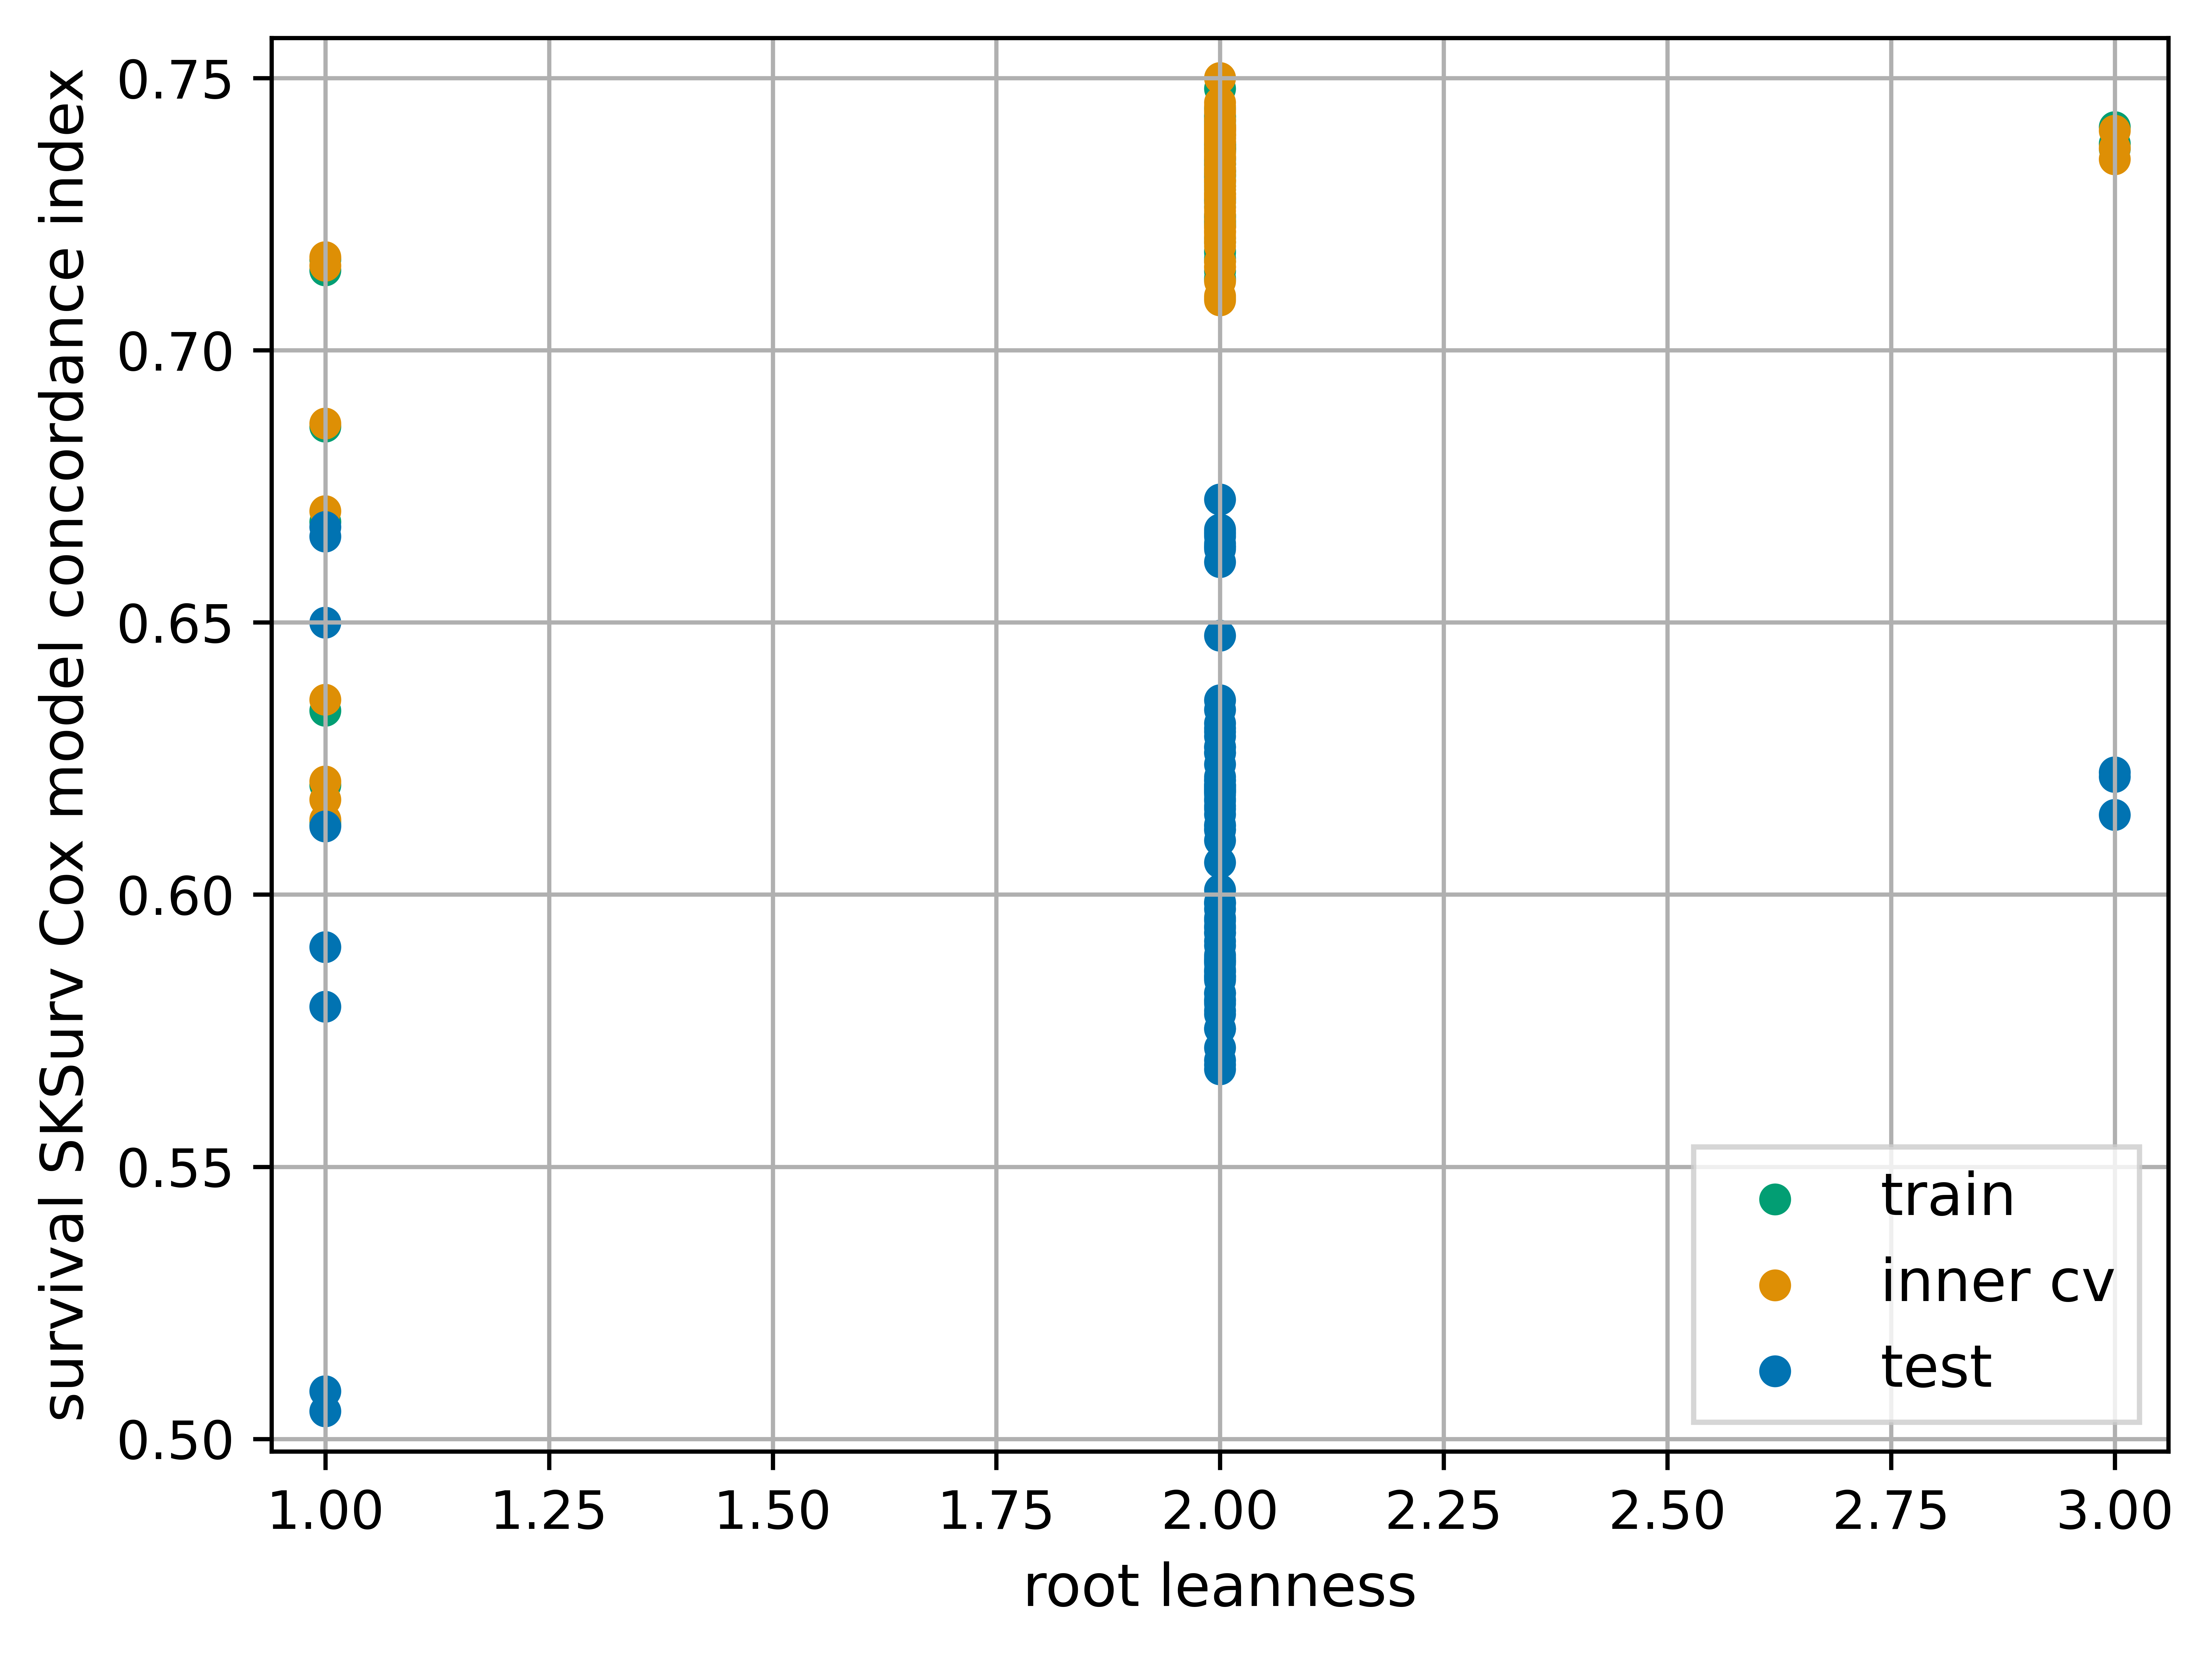 survival SKSurv Cox model concordance index
0.75
0.70
0.65
0.60
0.55
0.50
train
inner cv
test
1.00 1.25 1.50 1.75 2.00 2.25 2.50 2.75 3.00
root leanness